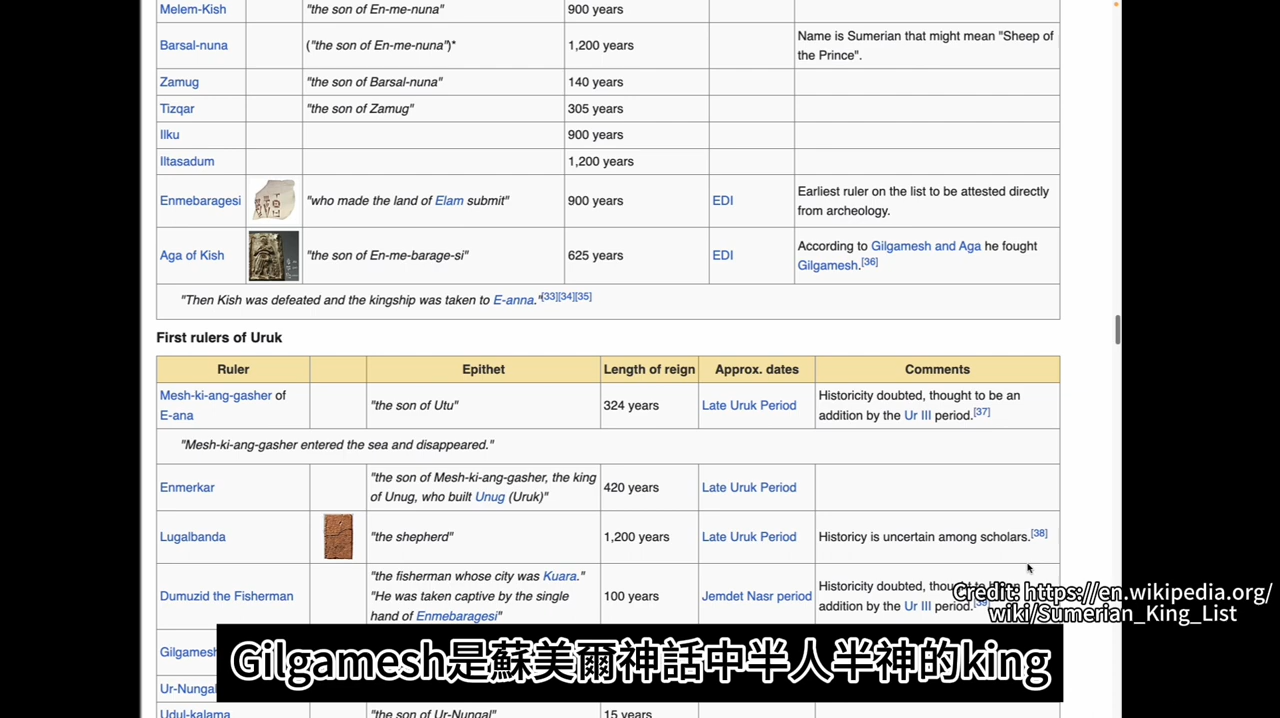 Melem-Kish "the son of En-me-nuna" 900 years
Barsal-nuna ("the son of En-me-nuna")* 1,200 years Name is Sumerian that might mean "Sheep of
the Prince".
Zamug "the son of Barsal-nuna" 140 years
Tizqar "the son of Zamug" 305 years
Ilku 900 years
Iltasadum 1,200 years
Enmebaragesi "who made the land of Elam submit" 900 years EDI Earliest ruler on the list to be attested directly
from archeology.
Aga of Kish "the son of En-me-barage-si" 625 years EDI According to Gilgamesh and Aga he fought
Gilgamesh.[36]
"Then Kish was defeated and the kingship was taken to E-anna."[33][34][35]
First rulers of Uruk
Ruler Epithet Length of reign Approx. dates Comments
Mesh-ki-ang-gasher of
E-ana "the son of Utu" 324 years Late Uruk Period Historicity doubted, thought to be an
addition by the Ur III period.[37]
"Mesh-ki-ang-gasher entered the sea and disappeared."
Enmerkar "the son of Mesh-ki-ang-gasher, the king
of Unug, who built Unug (Uruk)" 420 years Late Uruk Period
Lugalbanda "the shepherd" 1,200 years Late Uruk Period Historicy is uncertain among scholars.[38]
Dumuzid the Fisherman "the fisherman whose city was Kuara."
"He was taken captive by the single
hand of Enmebaragesi" 100 years Jemdet Nasr period Historicity doubted,
addition by the Ur III period.
Credit: https://en.wikipedia.org/
wiki/Sumerian_King_List
Gilgamesh
Gilgamesh是蘇美爾神話中半人半神的king
Ur-Nungal
Udul-kalama "the son of Ur-Nungal" 15 years